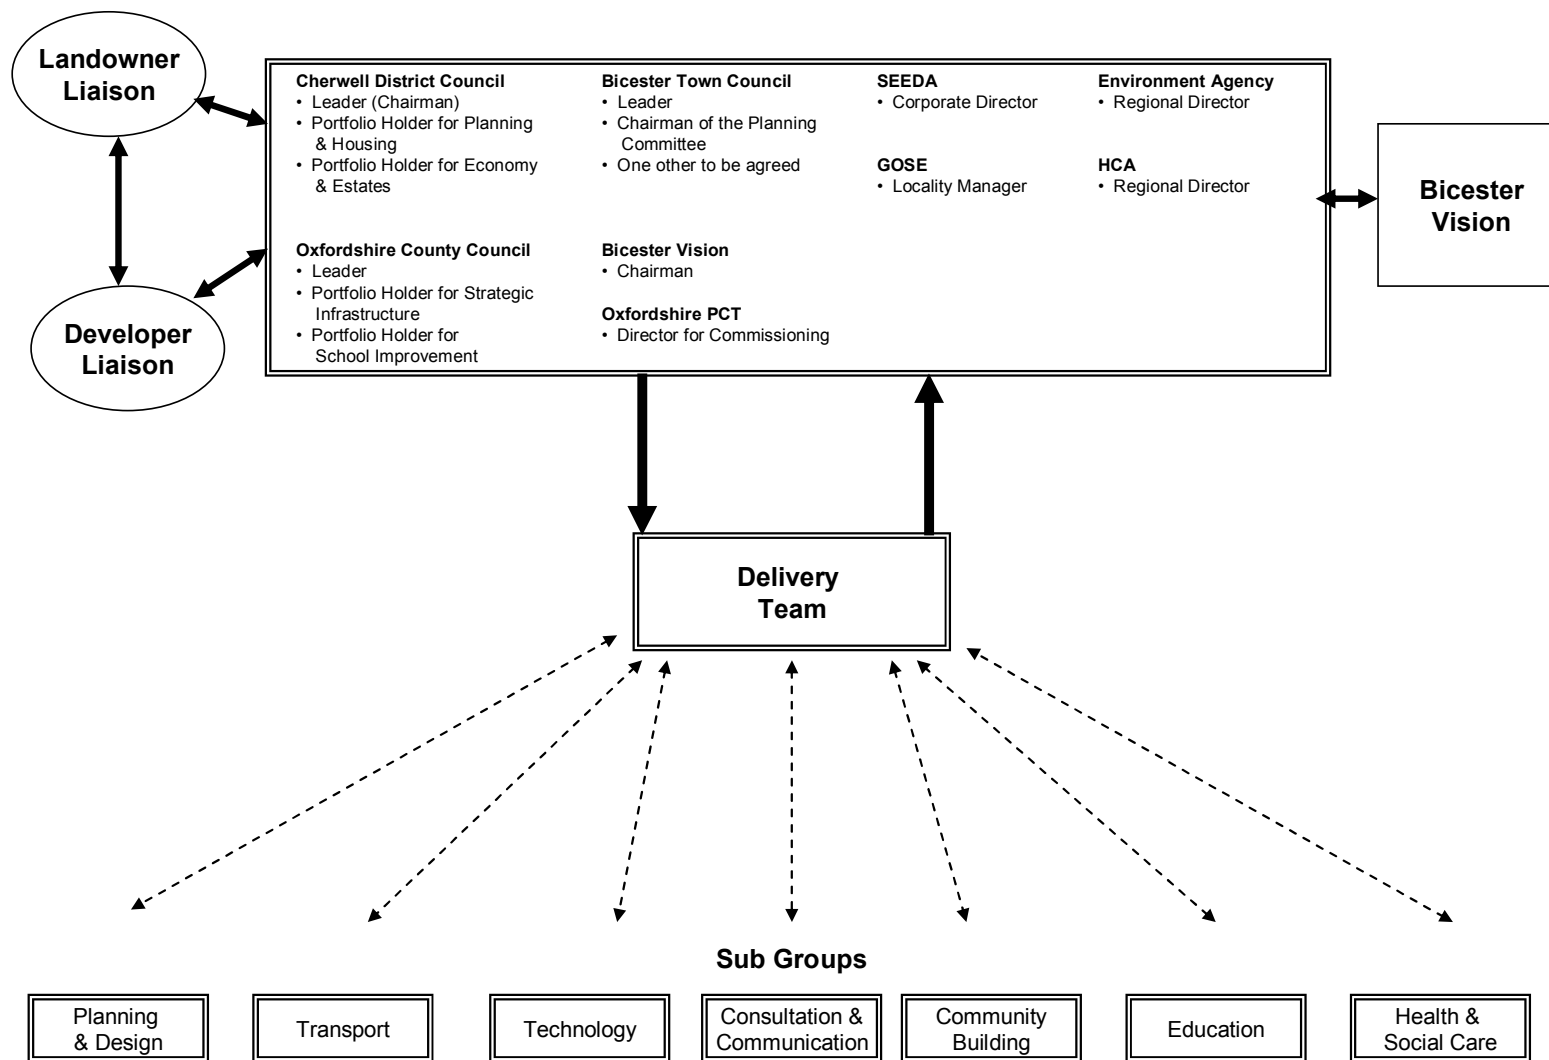 Landowner
Liaison
Developer
Liaison
Cherwell District Council
• Leader (Chairman)
• Portfolio Holder for Planning
& Housing
• Portfolio Holder for Economy
& Estates
Oxfordshire County Council
• Leader
• Portfolio Holder for Strategic
Infrastructure
• Portfolio Holder for
School Improvement
Bicester Town Council
• Leader
• Chairman of the Planning
Committee
• One other to be agreed
Bicester Vision
• Chairman
Oxfordshire PCT
• Director for Commissioning
SEEDA
• Corporate Director
GOSE
• Locality Manager
Environment Agency
• Regional Director
HCA
• Regional Director
Bicester
Vision
Delivery
Team
Sub Groups
Planning
& Design
Transport
Technology
Consultation &
Communication
Community
Building
Education
Health &
Social Care